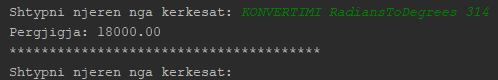 Shtypni njeren nga kerkesat: KONVERTIMI RadiansToDegrees 314
Pergjigja: 18000.00
***************************************
Shtypni njeren nga kerkesat: